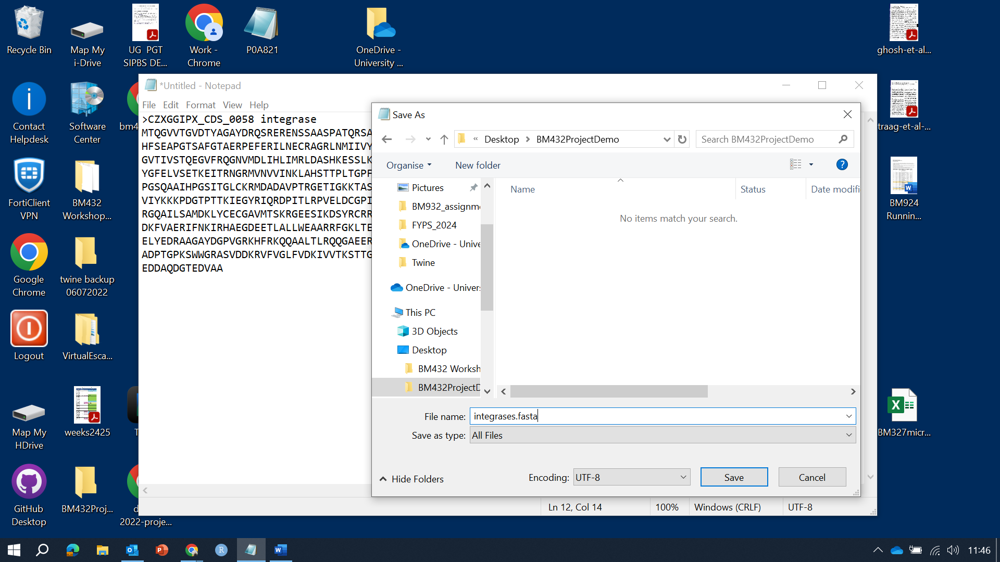 Recycle Bin
Map My
i-Drive
UG PGT
SIPBS DE...
Work -
Chrome
P0A821
OneDrive -
University ...
ghosh-et-al...
Contact
Helpdesk
Software
Center
bm4
traag-et-al-...
FortiClient
VPN
BM432
Workshop...
BM924
Runnin...
Google
Chrome
twine backup
06072022
Logout
VirtualEsca...
Map My
HDrive
weeks2425
T
BM327micr...
GitHub
Desktop
BM432Proj...
d
2022-proje...
*Untitled - Notepad
File Edit Format View Help
>CZXGGIPX_CDS_0058 integrase
MTQGVVTGVDTYAGAYDRQSRERENSSAASPATQRSA
HFSEAPGTSAFGTAERPEFERILNECRAGRLNMIIVY
GVTIVSTQEGVFRQGNVMDLIHLIMRLDASHKESSLK
YGFELVSETKEITRNGRMVNVVINKLAHSTTPLTGPF
PGSQAAIHPGSITGLCKRMDADAVPTRGETIGKKTAS
VIYKKKPDGTPTTKIEGYRIQRDPITLRPVELDCGPI
RGQAILSAMDKLYCECGAVMTSKRGEESIKDSYRCRR
DKFVAERIFNKIRHAEGDEETLALLWEAARRFGKLTE
ELYEDRAAGAYDGPVGRKHFRKQQAALTLRQQGAEER
ADPTGPKSWWGRASVDDKRVFVGLFVDKIVVTKSTTG
EDDAQDGTEDVAA
Ln 12, Col 14
100%
Windows (CRLF)
UTF-8
Save As
« Desktop › BM432ProjectDemo
Search BM432ProjectDemo
Organise
New folder
?
Name
Status
Date modifi
No items match your search.
Pictures
BM932_assignme
FYPS_2024
OneDrive - Unive
Twine
OneDrive - Univers
This PC
3D Objects
Desktop
BM432 Worksh
BM432ProjectD
File name: integrases.fasta
Save as type: All Files
Hide Folders
Encoding: UTF-8
Save
Cancel
11:46